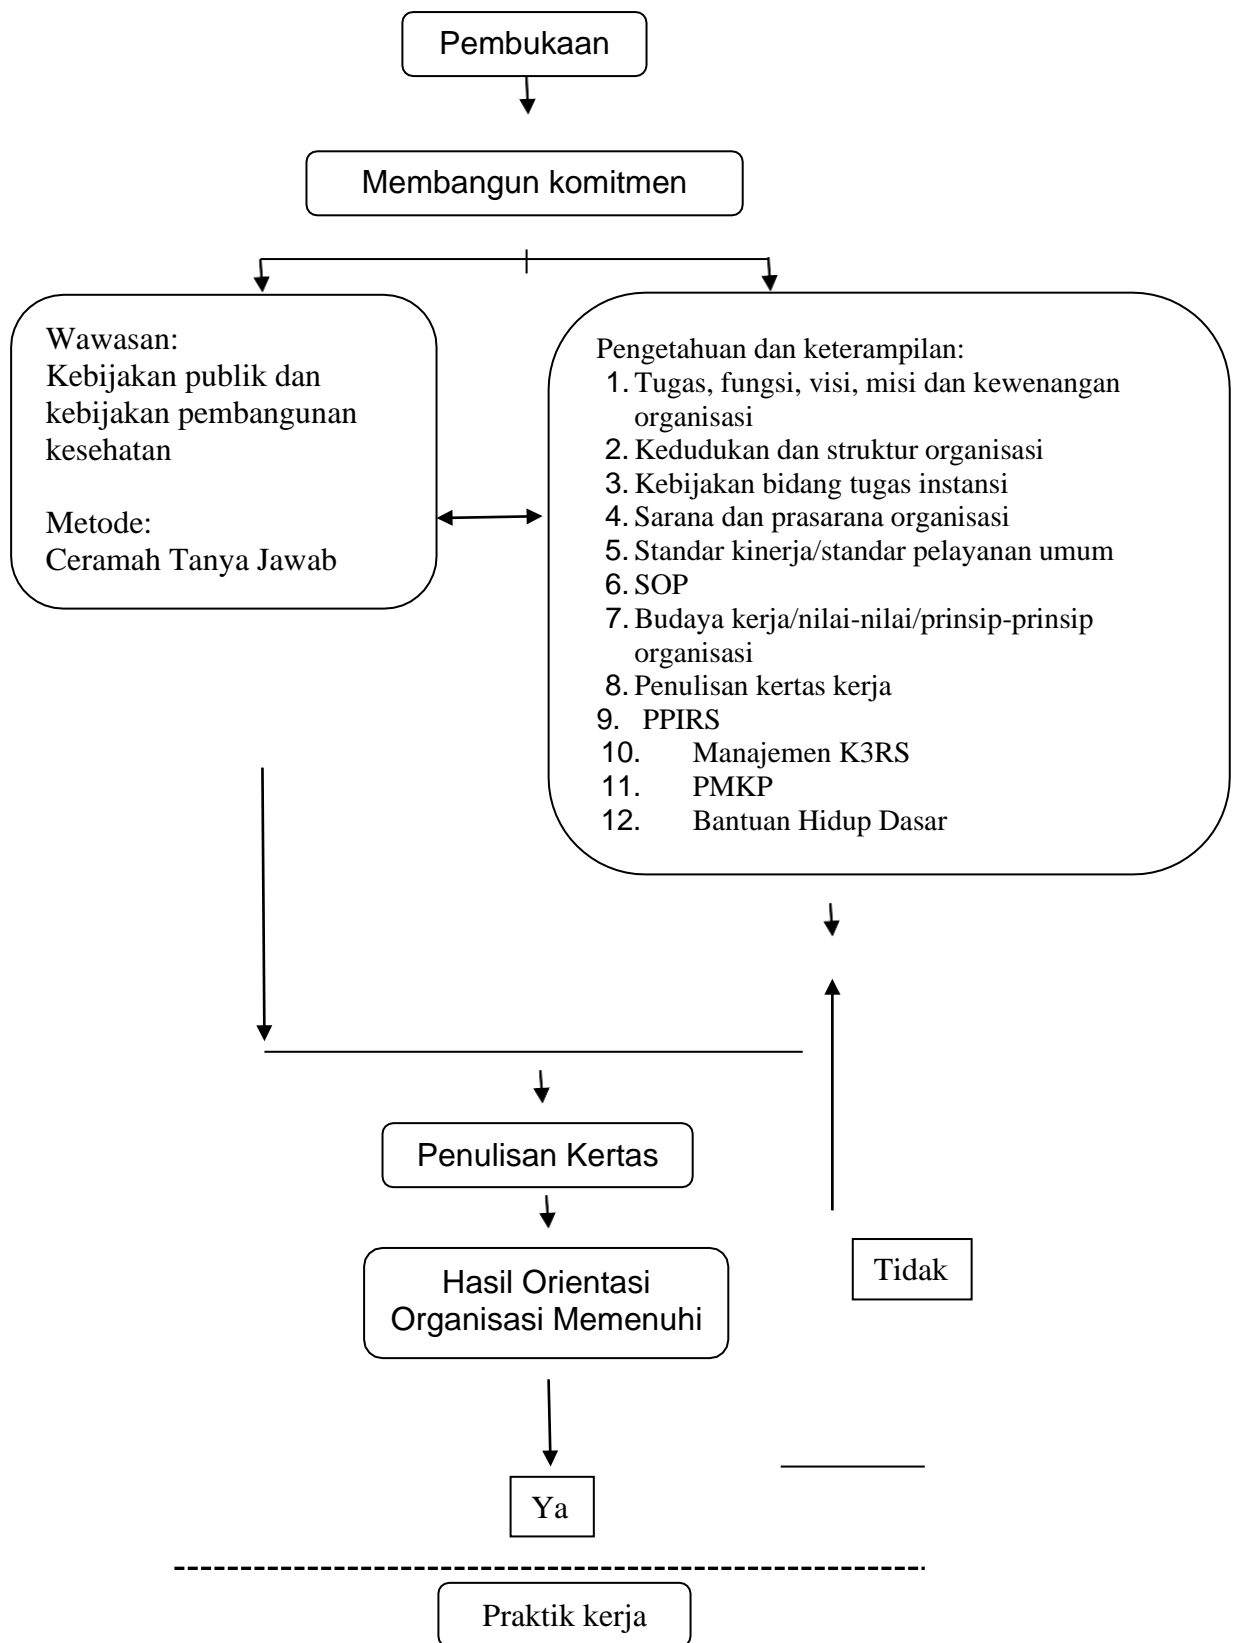 Pembukaan
Membangun komitmen
Wawasan:
Kebijakan publik dan
kebijakan pembangunan
kesehatan
Metode:
Ceramah Tanya Jawab
Pengetahuan dan keterampilan:
1. Tugas, fungsi, visi, misi dan kewenangan
organisasi
2. Kedudukan dan struktur organisasi
3. Kebijakan bidang tugas instansi
4. Sarana dan prasarana organisasi
5. Standar kinerja/standar pelayanan umum
6. SOP
7. Budaya kerja/nilai-nilai/prinsip-prinsip
organisasi
8. Penulisan kertas kerja
9. PPIRS
10. Manajemen K3RS
11. PMKP
12. Bantuan Hidup Dasar
Penulisan Kertas
Hasil Orientasi
Organisasi Memenuhi
Tidak
Ya
Praktik kerja